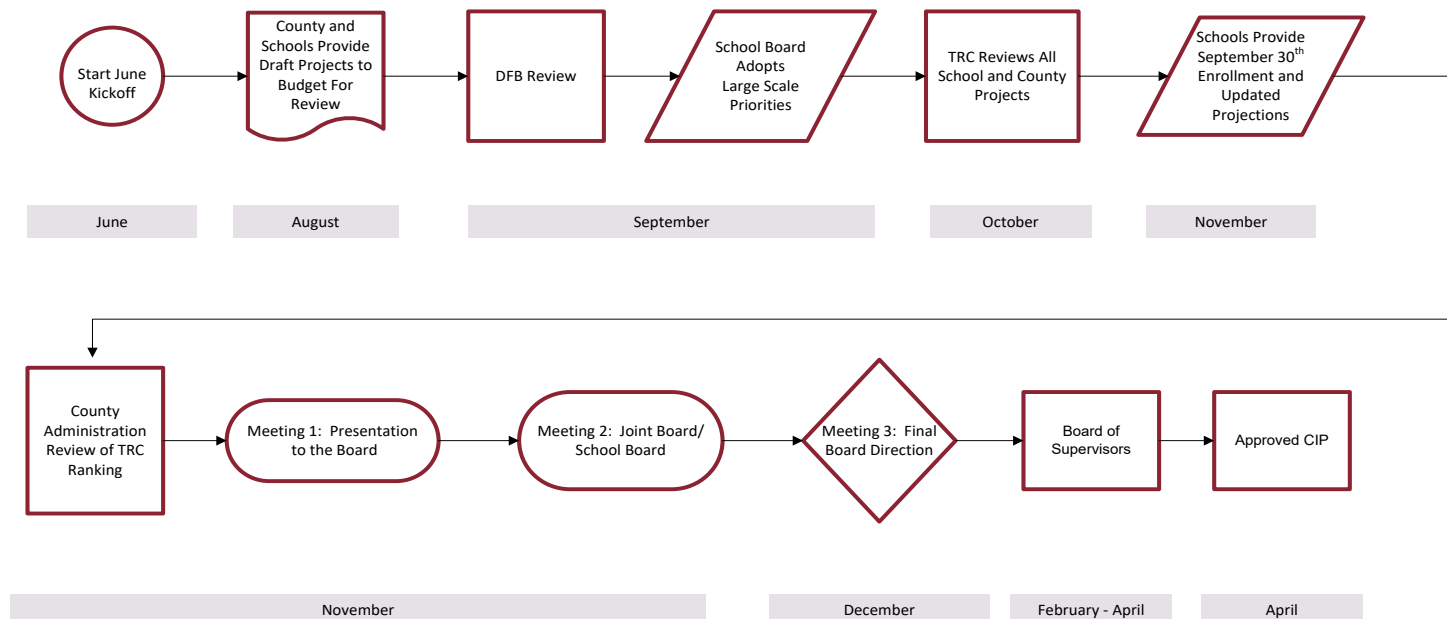 Start June
Kickoff
County and
Schools Provide
Draft Projects to
Budget For
Review
DFB Review
School Board
Adopts
Large Scale
Priorities
TRC Reviews All
School and County
Projects
Schools Provide
September 30th
Enrollment and
Updated
Projections
June
August
September
October
November
County
Administration
Review of TRC
Ranking
Meeting 1: Presentation
to the Board
Meeting 2: Joint Board/
School Board
Meeting 3: Final
Board Direction
Board of
Supervisors
Approved CIP
November
December
February - April
April